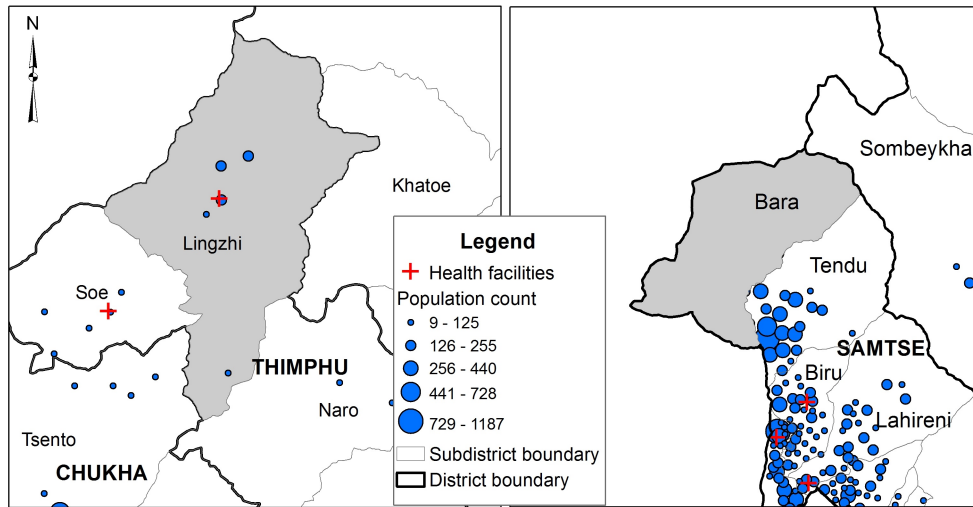 N
Khatoe
Lingzhi
Soe
THIMPHU
Naro
Tsento
CHUKHA
Legend
Health facilities
Population count
9 - 125
126 - 255
256 - 440
441 - 728
729 - 1187
Subdistrict boundary
District boundary
Sombeykha
Bara
Tendu
SAMTSE
Biru
Lahireni